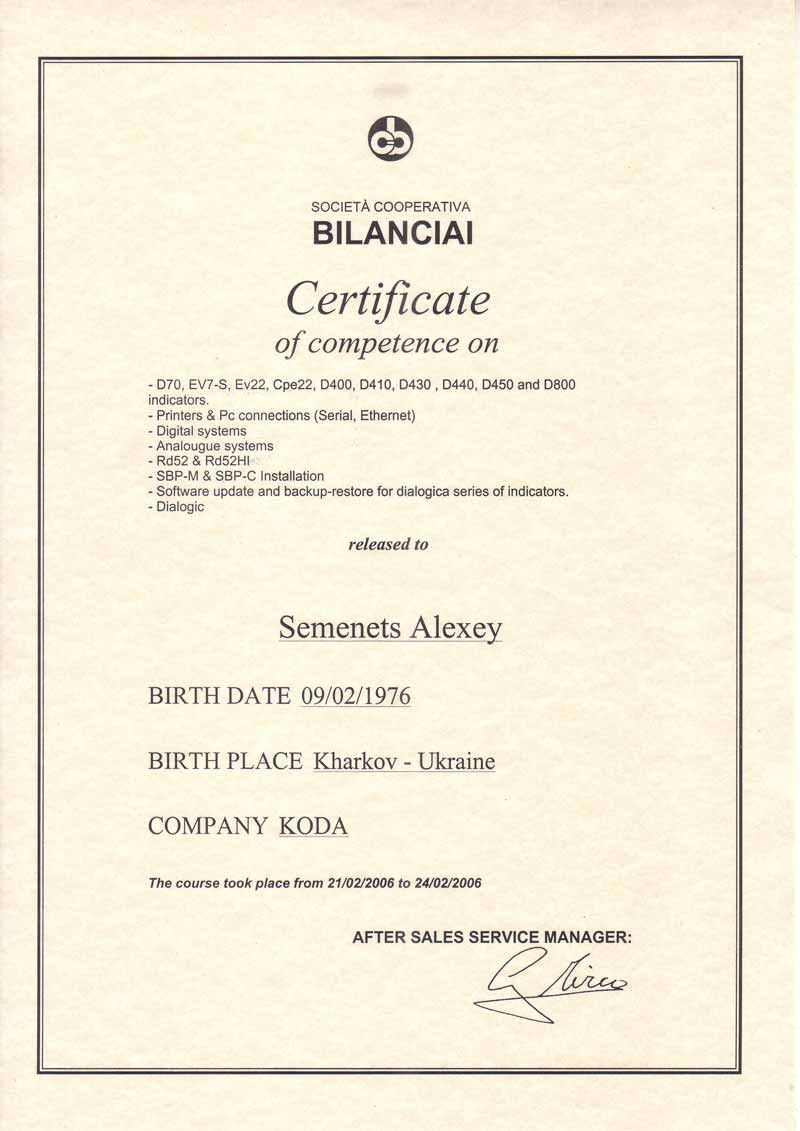 SOCIETÀ COOPERATIVA
BILANCIAI
Certificate
of competence on
- D70, EV7-S, Ev22, Cpe22, D400, D410, D430 , D440, D450 and D800
indicators.
- Printers & Pc connections (Serial, Ethernet)
- Digital systems
- Analougue systems
- Rd52 & Rd52HI
- SBP-M & SBP-C Installation
- Software update and backup-restore for dialogica series of indicators.
- Dialogic
released to
Semenets Alexey
BIRTH DATE 09/02/1976
BIRTH PLACE Kharkov - Ukraine
COMPANY KODA
The course took place from 21/02/2006 to 24/02/2006
AFTER SALES SERVICE MANAGER: